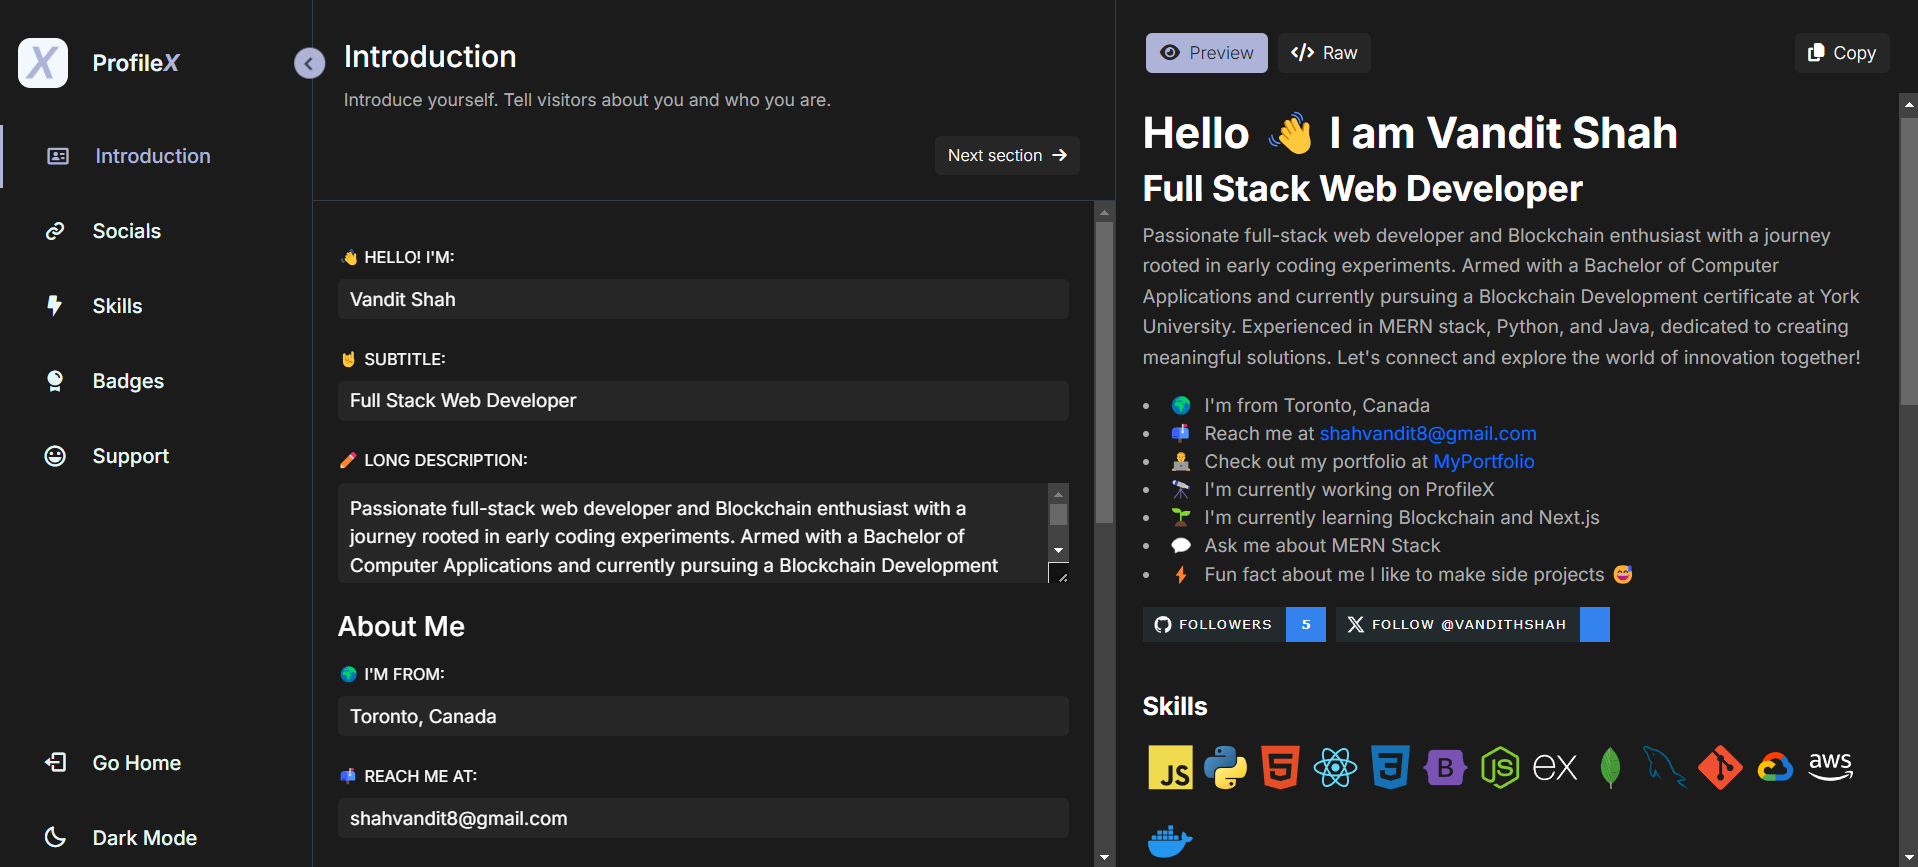 X
ProfileX
Introduction
Socials
Skills
Badges
Support
Go Home
Dark Mode
Introduction
Introduce yourself. Tell visitors about you and who you are.
Next section
HELLO! I'M:
Vandit Shah
SUBTITLE:
Full Stack Web Developer
LONG DESCRIPTION:
Passionate full-stack web developer and Blockchain enthusiast with a
journey rooted in early coding experiments. Armed with a Bachelor of
Computer Applications and currently pursuing a Blockchain Development
About Me
I'M FROM:
Toronto, Canada
REACH ME AT:
shahvandit8@gmail.com
Preview
</> Raw
Copy
Hello 👋 I am Vandit Shah
Full Stack Web Developer
Passionate full-stack web developer and Blockchain enthusiast with a journey
rooted in early coding experiments. Armed with a Bachelor of Computer
Applications and currently pursuing a Blockchain Development certificate at York
University. Experienced in MERN stack, Python, and Java, dedicated to creating
meaningful solutions. Let's connect and explore the world of innovation together!
I'm from Toronto, Canada
Reach me at shahvandit8@gmail.com
Check out my portfolio at MyPortfolio
I'm currently working on ProfileX
I'm currently learning Blockchain and Next.js
Ask me about MERN Stack
Fun fact about me I like to make side projects 😅
FOLLOWERS 5
X FOLLOW @VANDITHSHAH
Skills
JS
5
3
B
JS
ex
aws